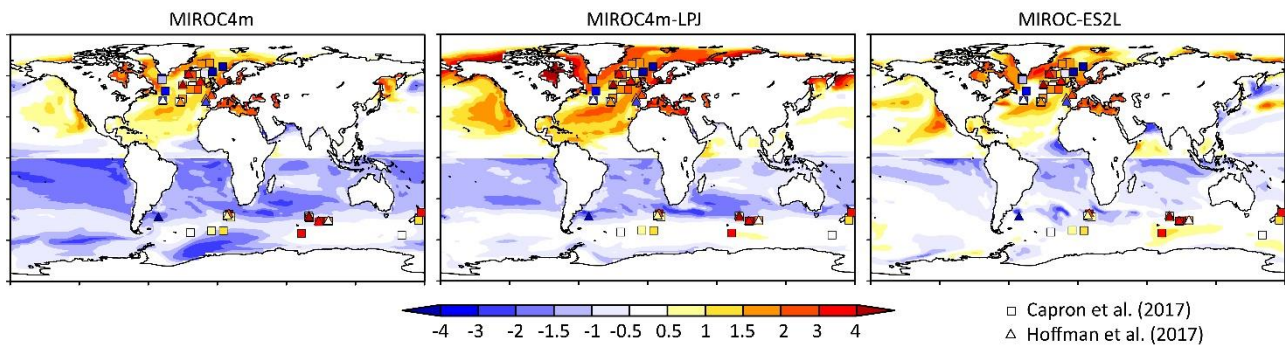 MIROC4m
MIROC4m-LPJ
MIROC-ES2L
-4 -3 -2 -1.5 -1 -0.5 0.5 1 1.5 2 3 4
Capron et al. (2017)
Hoffman et al. (2017)